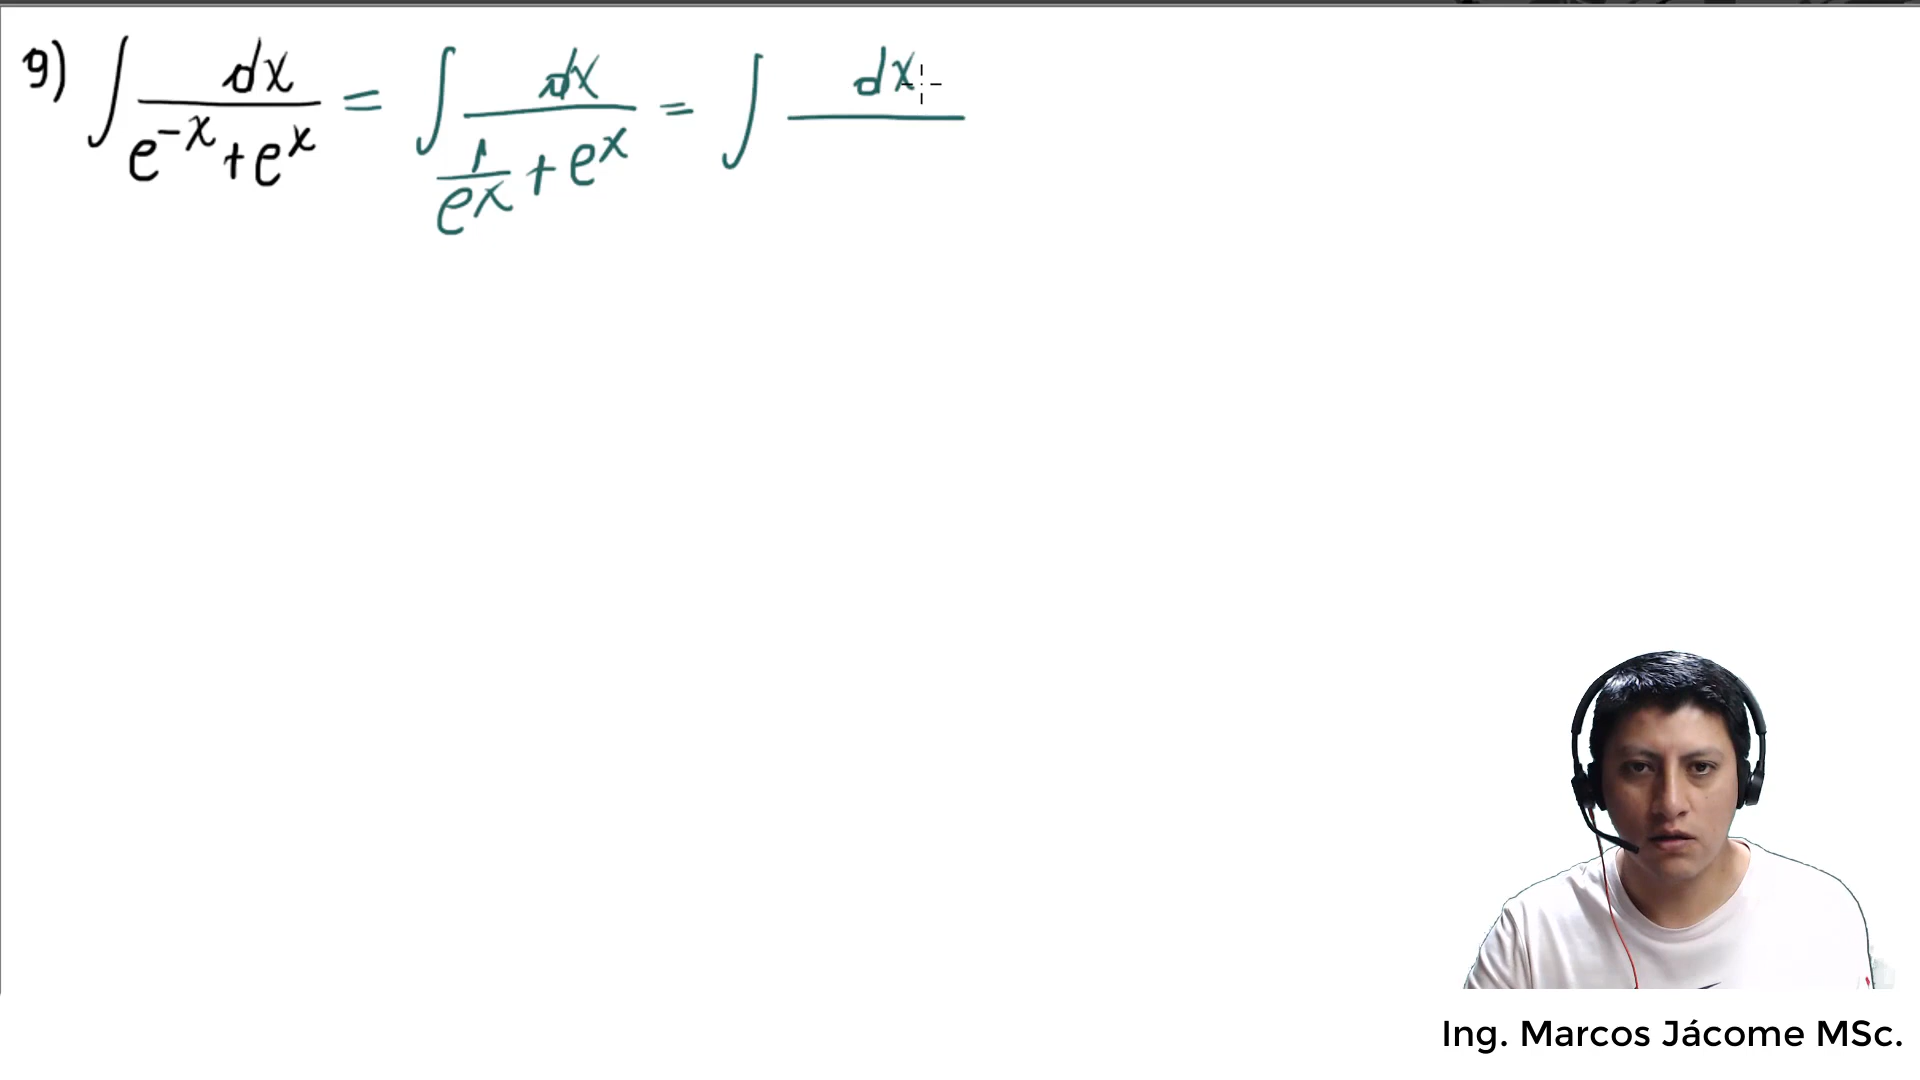 9) ∫ dx / (e^-x + e^x) = ∫ dx / (1/e^x + e^x) = ∫ dx /
Ing. Marcos Jácome MSc.